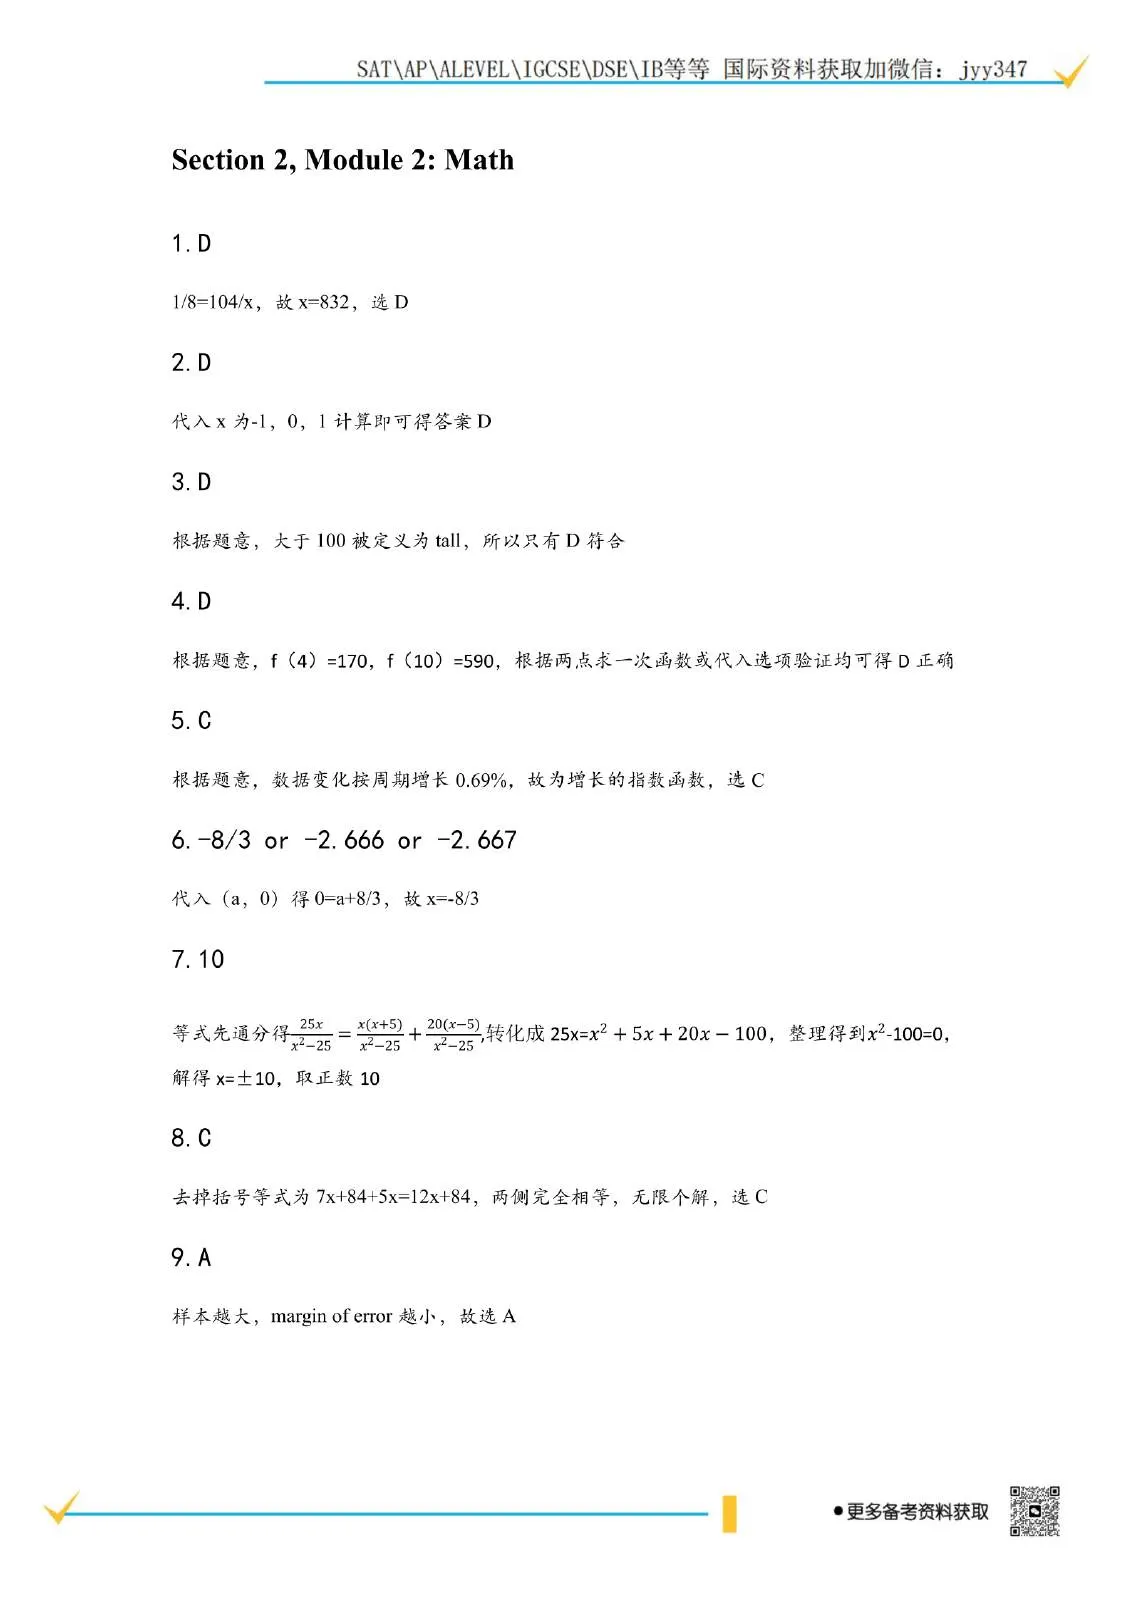 SAT\AP\ALEVEL\IGCSE\DSE\IB等等 国际资料获取加微信：jyy347
Section 2, Module 2: Math
1. D
1/8=104/x，故 x=832，选 D
2. D
代入 x 为-1，0，1 计算即可得答案 D
3. D
根据题意，大于 100 被定义为 tall，所以只有 D 符合
4. D
根据题意，f（4）=170，f（10）=590，根据两点求一次函数或代入选项验证均可得 D 正确
5. C
根据题意，数据变化按周期增长 0.69%，故为增长的指数函数，选 C
6. -8/3 or -2.666 or -2.667
代入（a，0）得 0=a+8/3，故 x=-8/3
7. 10
等式先通分得 25x/(x²−25) = x(x+5)/(x²−25) + 20(x−5)/(x²−25),转化成 25x=x² + 5x + 20x − 100，整理得到x²-100=0，
解得 x=±10，取正数 10
8. C
去掉括号等式为 7x+84+5x=12x+84，两侧完全相等，无限个解，选 C
9. A
样本越大，margin of error 越小，故选 A
●更多备考资料获取